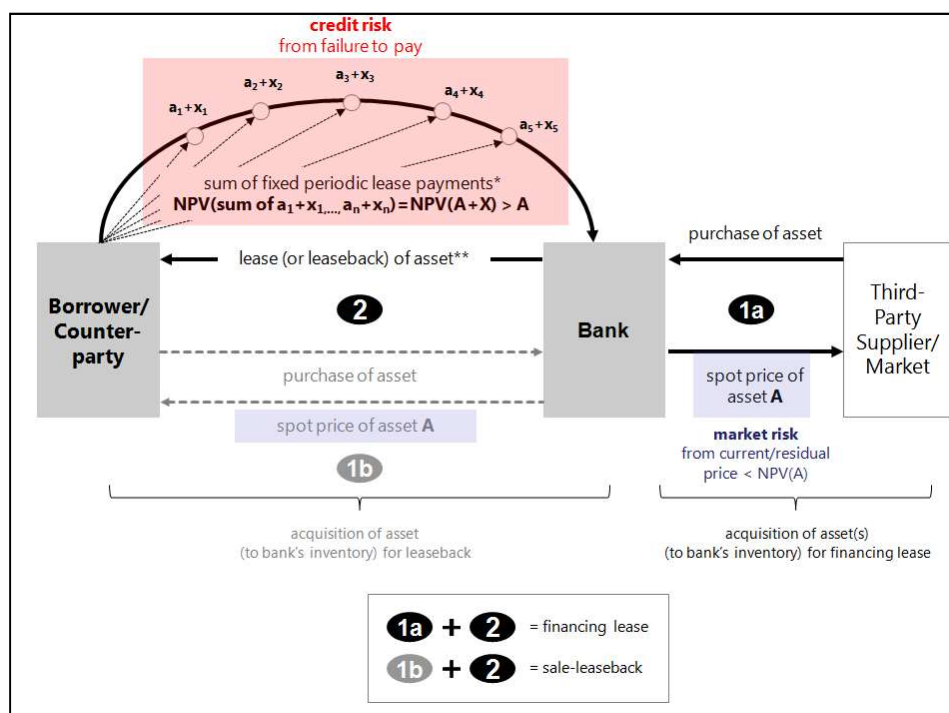 credit risk
from failure to pay
a1+x1
a2+x2
a3+x3
a4+x4
a5+x5
sum of fixed periodic lease payments*
NPV(sum of a1+x1,..., an+xn)=NPV(A+X) > A
lease (or leaseback) of asset**
purchase of asset
Borrower/
Counter-
party
2
Bank
1a
Third-
Party
Supplier/
Market
purchase of asset
spot price of asset A
1b
spot price of
asset A
market risk
from current/residual
price < NPV(A)
acquisition of asset
(to bank's inventory) for leaseback
acquisition of asset(s)
(to bank's inventory) for financing lease
1a + 2 = financing lease
1b + 2 = sale-leaseback